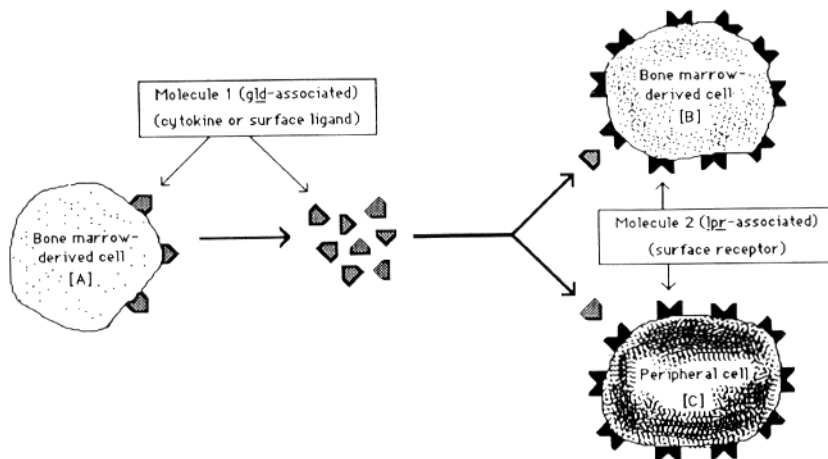 Molecule 1 (gld-associated)
(cytokine or surface ligand)
Bone marrow-
derived cell
[A]
Bone marrow-
derived cell
[B]
Molecule 2 (lpr-associated)
(surface receptor)
Peripheral cell
[C]